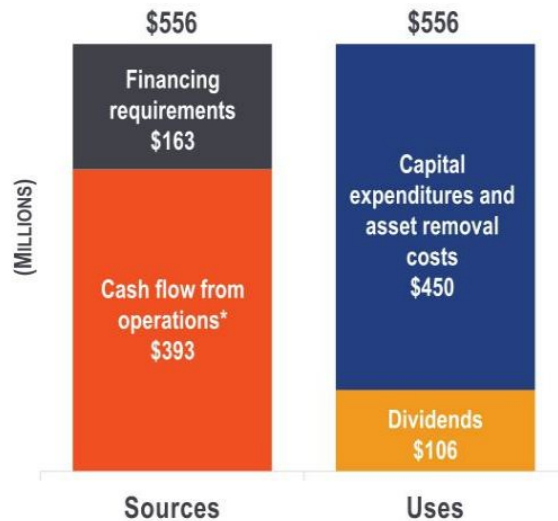 $556
$556
Financing
requirements
$163
Cash flow from
operations*
$393
Capital
expenditures and
asset removal
costs
$450
Dividends
$106
(MILLIONS)
Sources
Uses